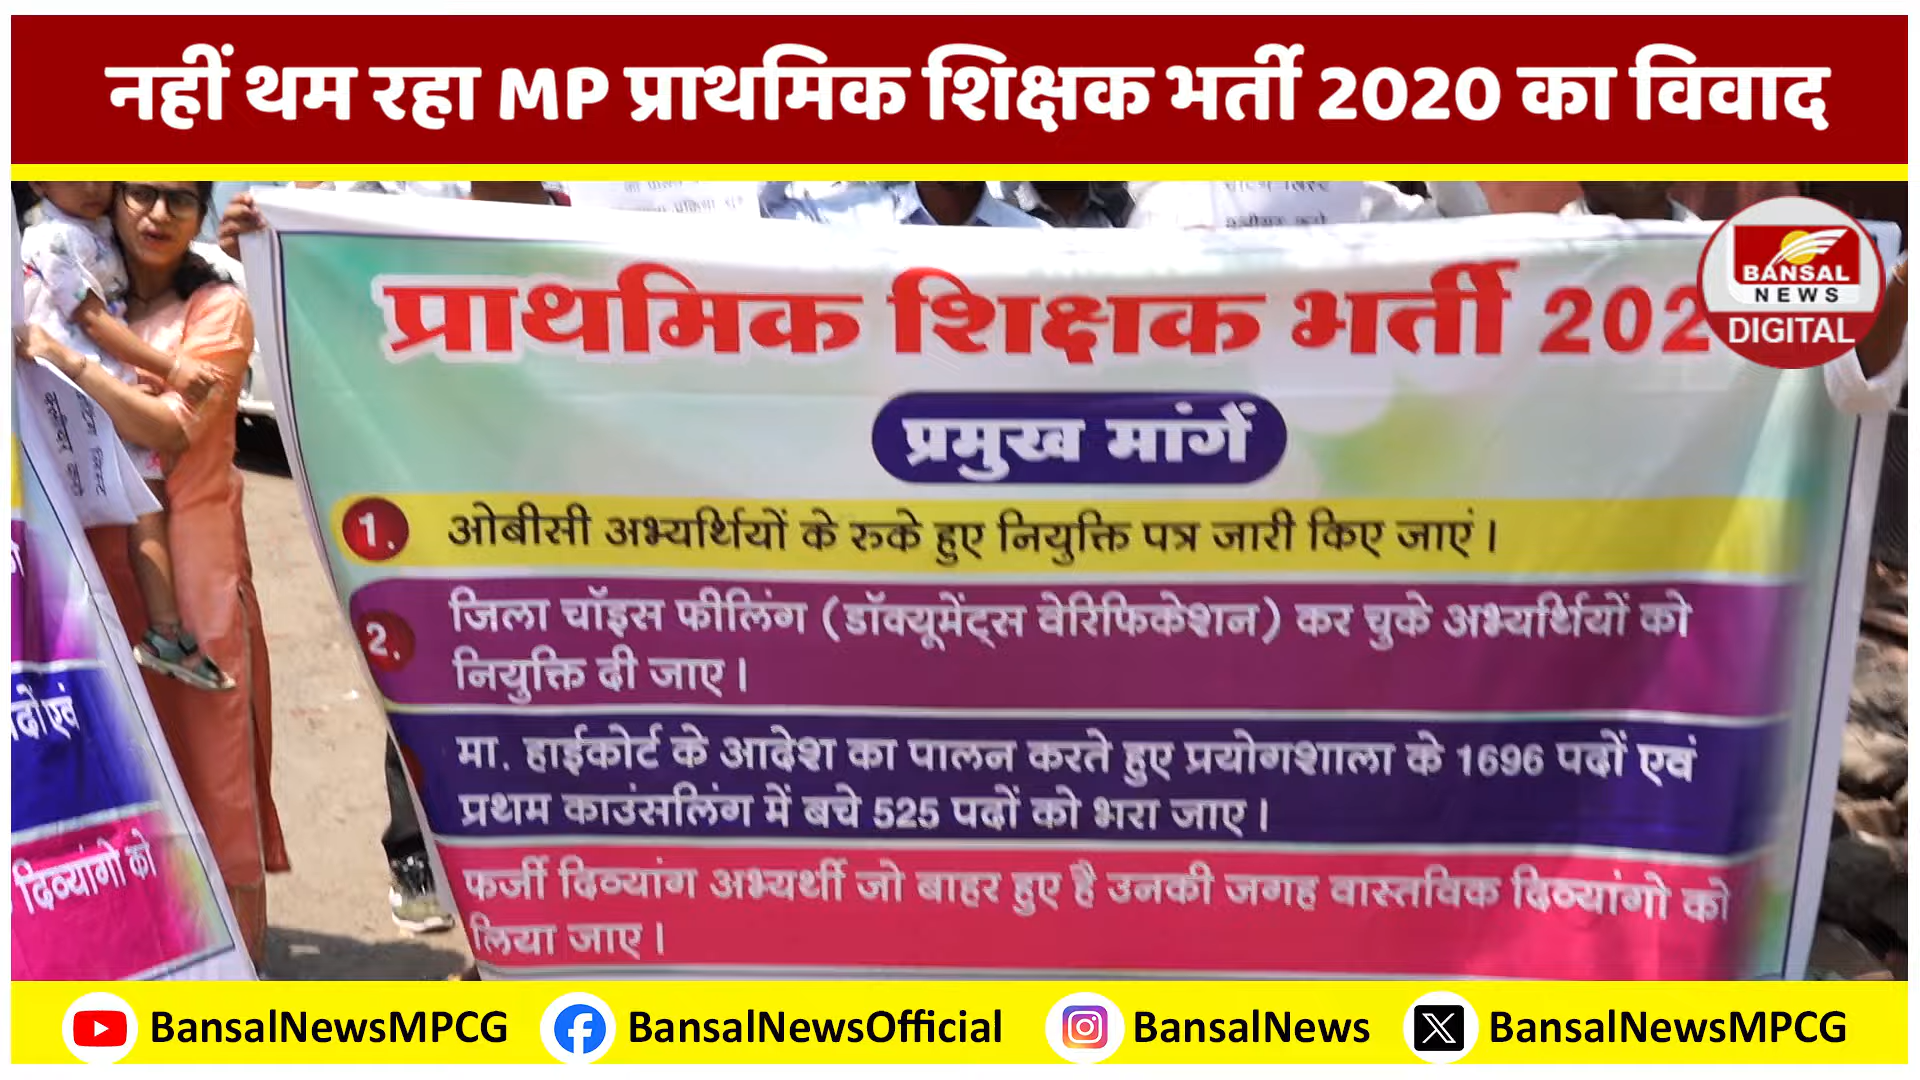 नहीं थम रहा MP प्राथमिक शिक्षक भर्ती 2020 का विवाद
BANSAL
NEWS
DIGITAL
प्राथमिक शिक्षक भर्ती 202
प्रमुख मांगें
1. ओबीसी अभ्यर्थियों के रुके हुए नियुक्ति पत्र जारी किए जाएं।
2. जिला चॉइस फीलिंग (डॉक्यूमेंट्स वेरिफिकेशन) कर चुके अभ्यर्थियों को
नियुक्ति दी जाए।
मा. हाईकोर्ट के आदेश का पालन करते हुए प्रयोगशाला के 1696 पदों एवं
प्रथम काउंसलिंग में बचे 525 पदों को भरा जाए।
फर्जी दिव्यांग अभ्यर्थी जो बाहर हुए है उनकी जगह वास्तविक दिव्यांगो को
लिया जाए।
एवं
दिव्यांगो को
BansalNewsMPCG BansalNewsOfficial BansalNews BansalNewsMPCG